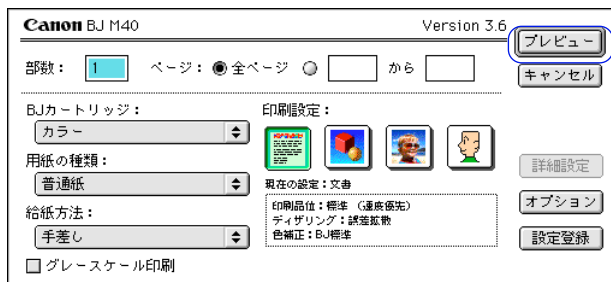 Canon BJ M40 Version 3.6
プレビュー
部数： 1 ページ： 全ページ から
キャンセル
BJカートリッジ：
カラー
用紙の種類：
普通紙
給紙方法：
手差し
グレースケール印刷
印刷設定：
現在の設定：文書
印刷品位：標準 （速度優先）
ディザリング：誤差拡散
色補正：BJ標準
詳細設定
オプション
設定登録